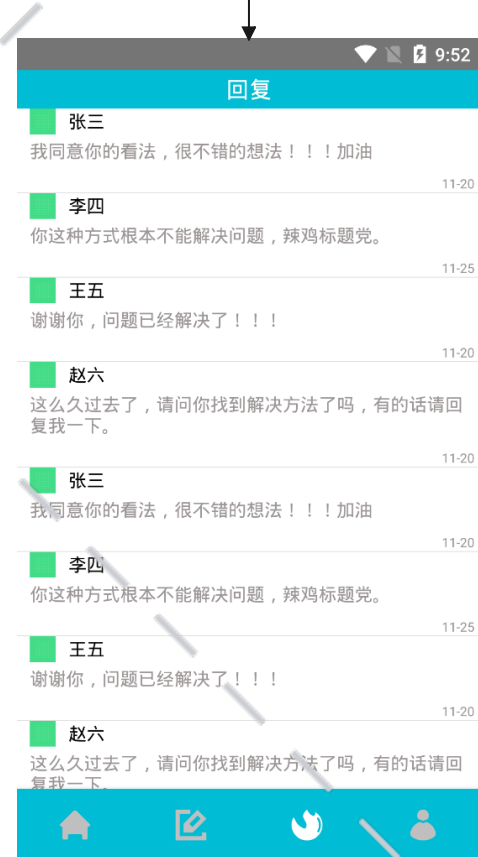 9:52
回复
张三
我同意你的看法，很不错的想法！！！加油
11-20
李四
你这种方式根本不能解决问题，辣鸡标题党。
11-25
王五
谢谢你，问题已经解决了！！！
11-20
赵六
这么久过去了，请问你找到解决方法了吗，有的话请回
复我一下。
11-20
张三
我同意你的看法，很不错的想法！！！加油
11-20
李四
你这种方式根本不能解决问题，辣鸡标题党。
11-25
王五
谢谢你，问题已经解决了！！！
11-20
赵六
这么久过去了，请问你找到解决方法了吗，有的话请回
复我一下。